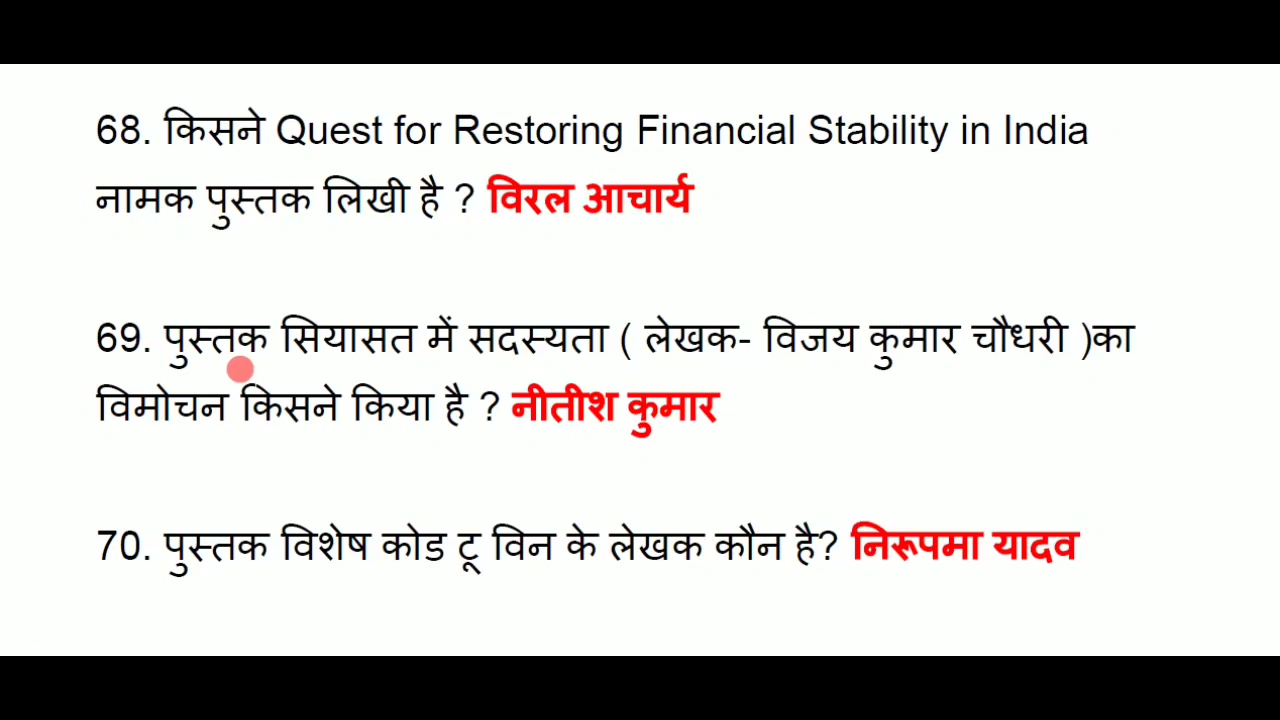 68. किसने Quest for Restoring Financial Stability in India
नामक पुस्तक लिखी है ? विरल आचार्य
69. पुस्तक सियासत में सदस्यता ( लेखक- विजय कुमार चौधरी )का
विमोचन किसने किया है ? नीतीश कुमार
70. पुस्तक विशेष कोड टू विन के लेखक कौन है? निरूपमा यादव